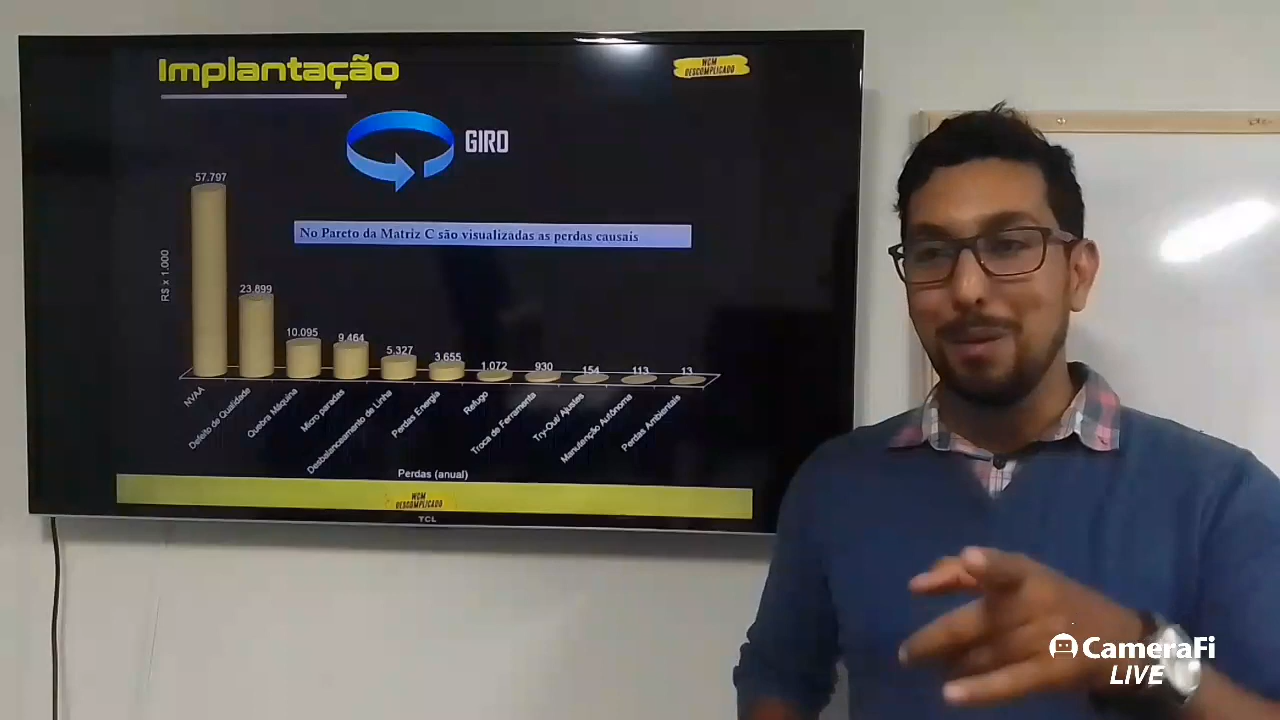 Implantação
WCM
DESCOMPLICADO
GIRO
57.797
No Pareto da Matriz C são visualizadas as perdas causais
R$ x 1.000
23.899
10.095
9.464
5.327
3.655
1.072
930
154
113
13
NVAA
Defeito de Qualidade
Quebra Máquina
Micro paradas
Desbalanceamento de Linha
Perdas Energia
Refugo
Troca de Ferramenta
Try-Out/ Ajustes
Manutenção Autônoma
Perdas Ambientais
Perdas (anual)
WCM
DESCOMPLICADO
TCL
CameraFi
LIVE